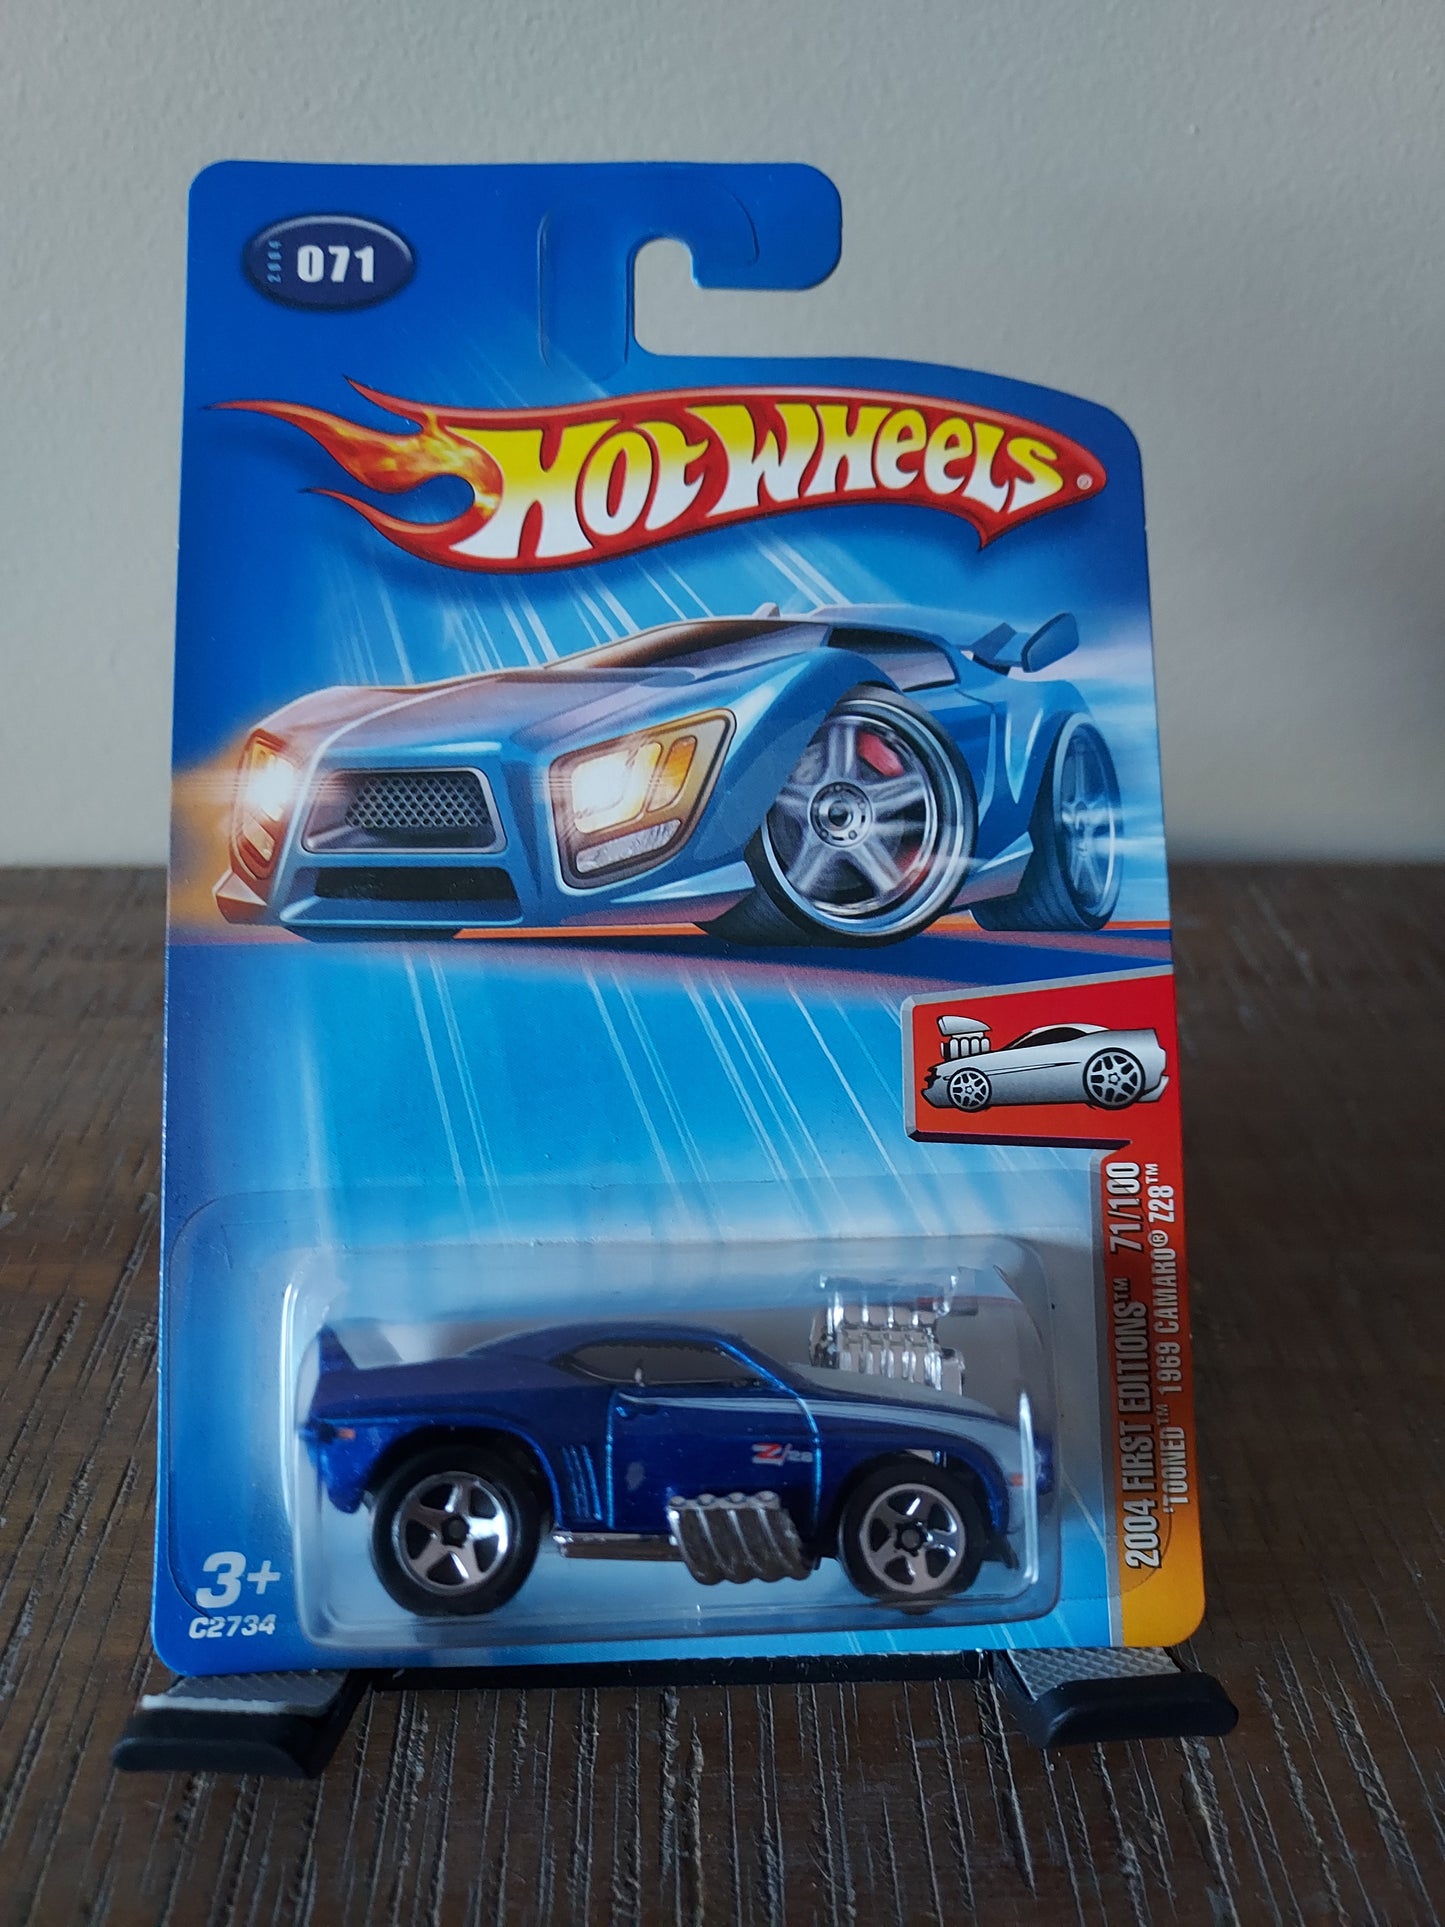 2004 071
HOT WHEELS®
2004 FIRST EDITIONS™ 71/100
'TOONED™ 1969 CAMARO® Z28™
Z/28
3+
C2734